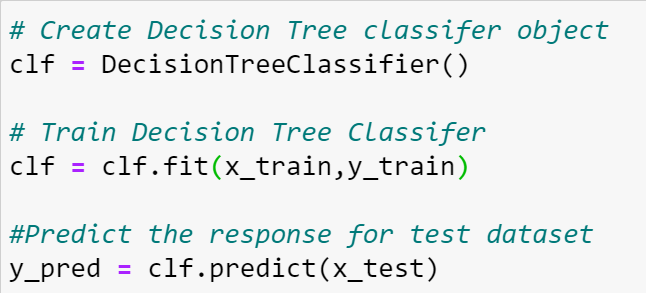 # Create Decision Tree classifer object
clf = DecisionTreeClassifier()
# Train Decision Tree Classifer
clf = clf.fit(x_train,y_train)
#Predict the response for test dataset
y_pred = clf.predict(x_test)